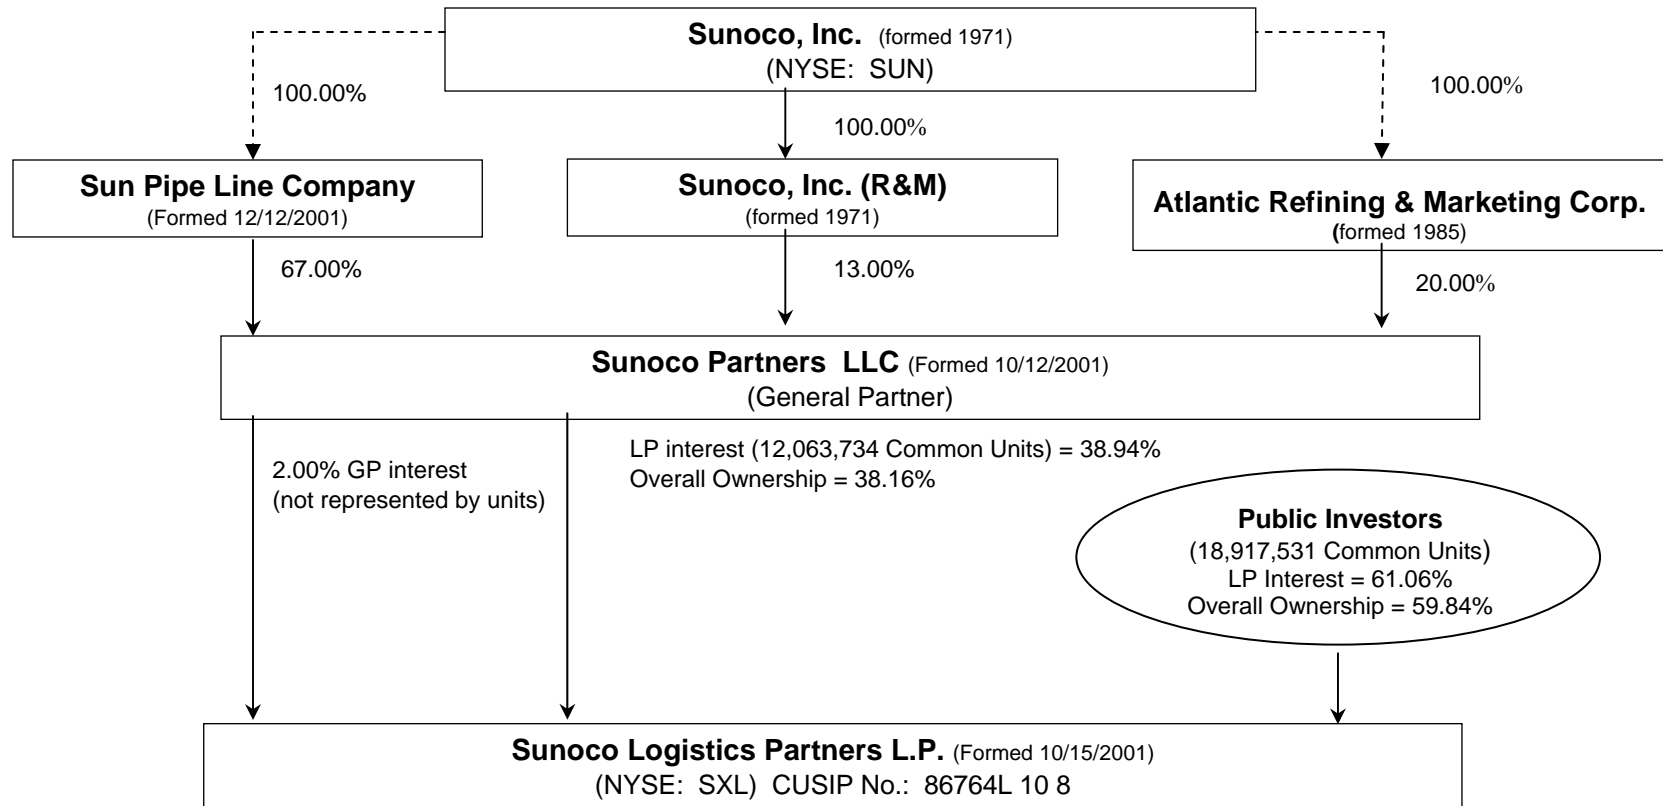 Sunoco, Inc. (formed 1971)
(NYSE: SUN)
100.00%
100.00%
100.00%
Sun Pipe Line Company
(Formed 12/12/2001)
Sunoco, Inc. (R&M)
(formed 1971)
Atlantic Refining & Marketing Corp.
(formed 1985)
67.00%
13.00%
20.00%
Sunoco Partners LLC (Formed 10/12/2001)
(General Partner)
2.00% GP interest
(not represented by units)
LP interest (12,063,734 Common Units) = 38.94%
Overall Ownership = 38.16%
Public Investors
(18,917,531 Common Units)
LP Interest = 61.06%
Overall Ownership = 59.84%
Sunoco Logistics Partners L.P. (Formed 10/15/2001)
(NYSE: SXL) CUSIP No.: 86764L 10 8